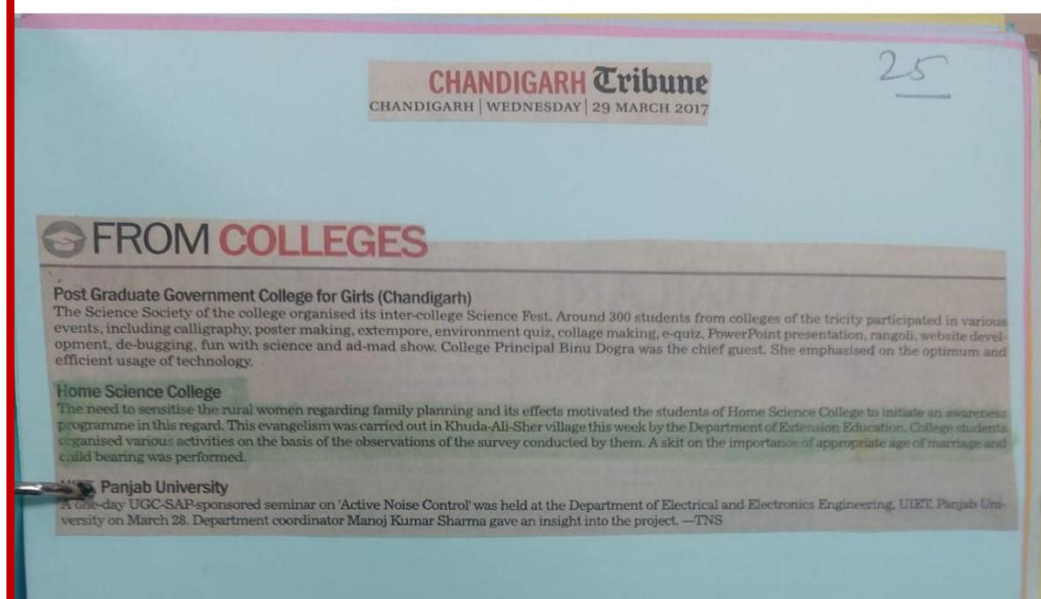 25
CHANDIGARH Tribune
CHANDIGARH | WEDNESDAY | 29 MARCH 2017
FROM COLLEGES
Post Graduate Government College for Girls (Chandigarh)
The Science Society of the college organised its inter-college Science Fest. Around 300 students from colleges of the tricity participated in various
events, including calligraphy, poster making, extempore, environment quiz, collage making, e-quiz, PowerPoint presentation, rangoli, website devel-
opment, de-bugging, fun with science and ad-mad show. College Principal Binu Dogra was the chief guest. She emphasised on the optimum and
efficient usage of technology.
Home Science College
The need to sensitise the rural women regarding family planning and its effects motivated the students of Home Science College to initiate an awareness
programme in this regard. This evangelism was carried out in Khuda-Ali-Sher village this week by the Department of Extension Education. College students
organised various activities on the basis of the observations of the survey conducted by them. A skit on the importance of appropriate age of marriage and
child bearing was performed.
Panjab University
A one-day UGC-SAP-sponsored seminar on 'Active Noise Control' was held at the Department of Electrical and Electronics Engineering, UIET, Panjab Uni-
versity on March 28. Department coordinator Manoj Kumar Sharma gave an insight into the project. —TNS